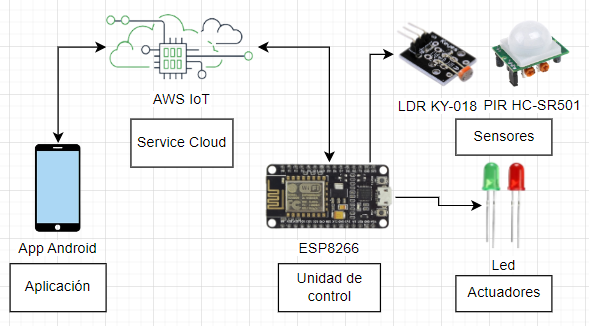 AWS IoT
Service Cloud
LDR KY-018
PIR HC-SR501
Sensores
App Android
Aplicación
ESP8266
Unidad de
control
Led
Actuadores